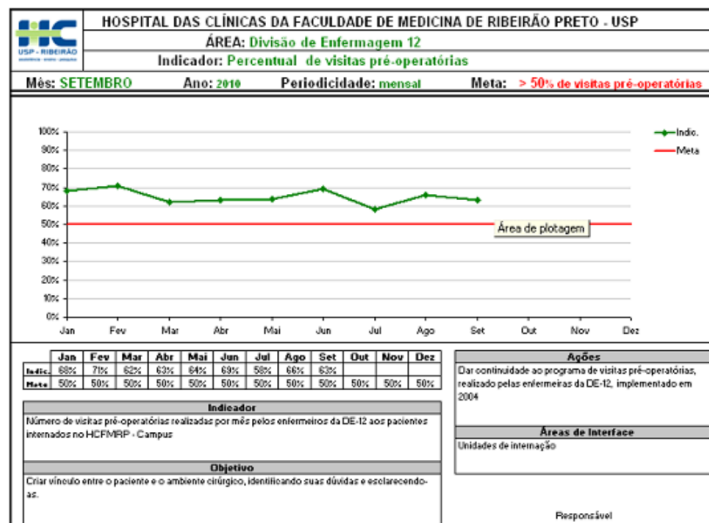 HC
USP - RIBEIRÃO
HOSPITAL DAS CLÍNICAS DA FACULDADE DE MEDICINA DE RIBEIRÃO PRETO - USP
ÁREA: Divisão de Enfermagem 12
Indicador: Percentual de visitas pré-operatórias
Mês: SETEMBRO Ano: 2010 Periodicidade: mensal Meta: > 50% de visitas pré-operatórias
100%
90%
80%
70%
60%
50%
40%
30%
20%
10%
0%
Jan Fev Mar Abr Mai Jun Jul Ago Set Out Nov Dez
Indic.
Meta
Área de plotagem
Jan Fev Mar Abr Mai Jun Jul Ago Set Out Nov Dez
Indic. 68% 71% 62% 63% 64% 69% 58% 66% 63%
Meta 50% 50% 50% 50% 50% 50% 50% 50% 50% 50% 50% 50%
Indicador
Número de visitas pré-operatórias realizadas por mês pelos enfermeiros da DE-12 aos pacientes
internados no HCFMRP - Campus
Objetivo
Criar vínculo entre o paciente e o ambiente cirúrgico, identificando suas dúvidas e esclarecendo-
as.
Ações
Dar continuidade ao programa de visitas pré-operatórias,
realizado pelas enfermeiras da DE-12, implementado em
2004
Áreas de Interface
Unidades de internação
Responsável